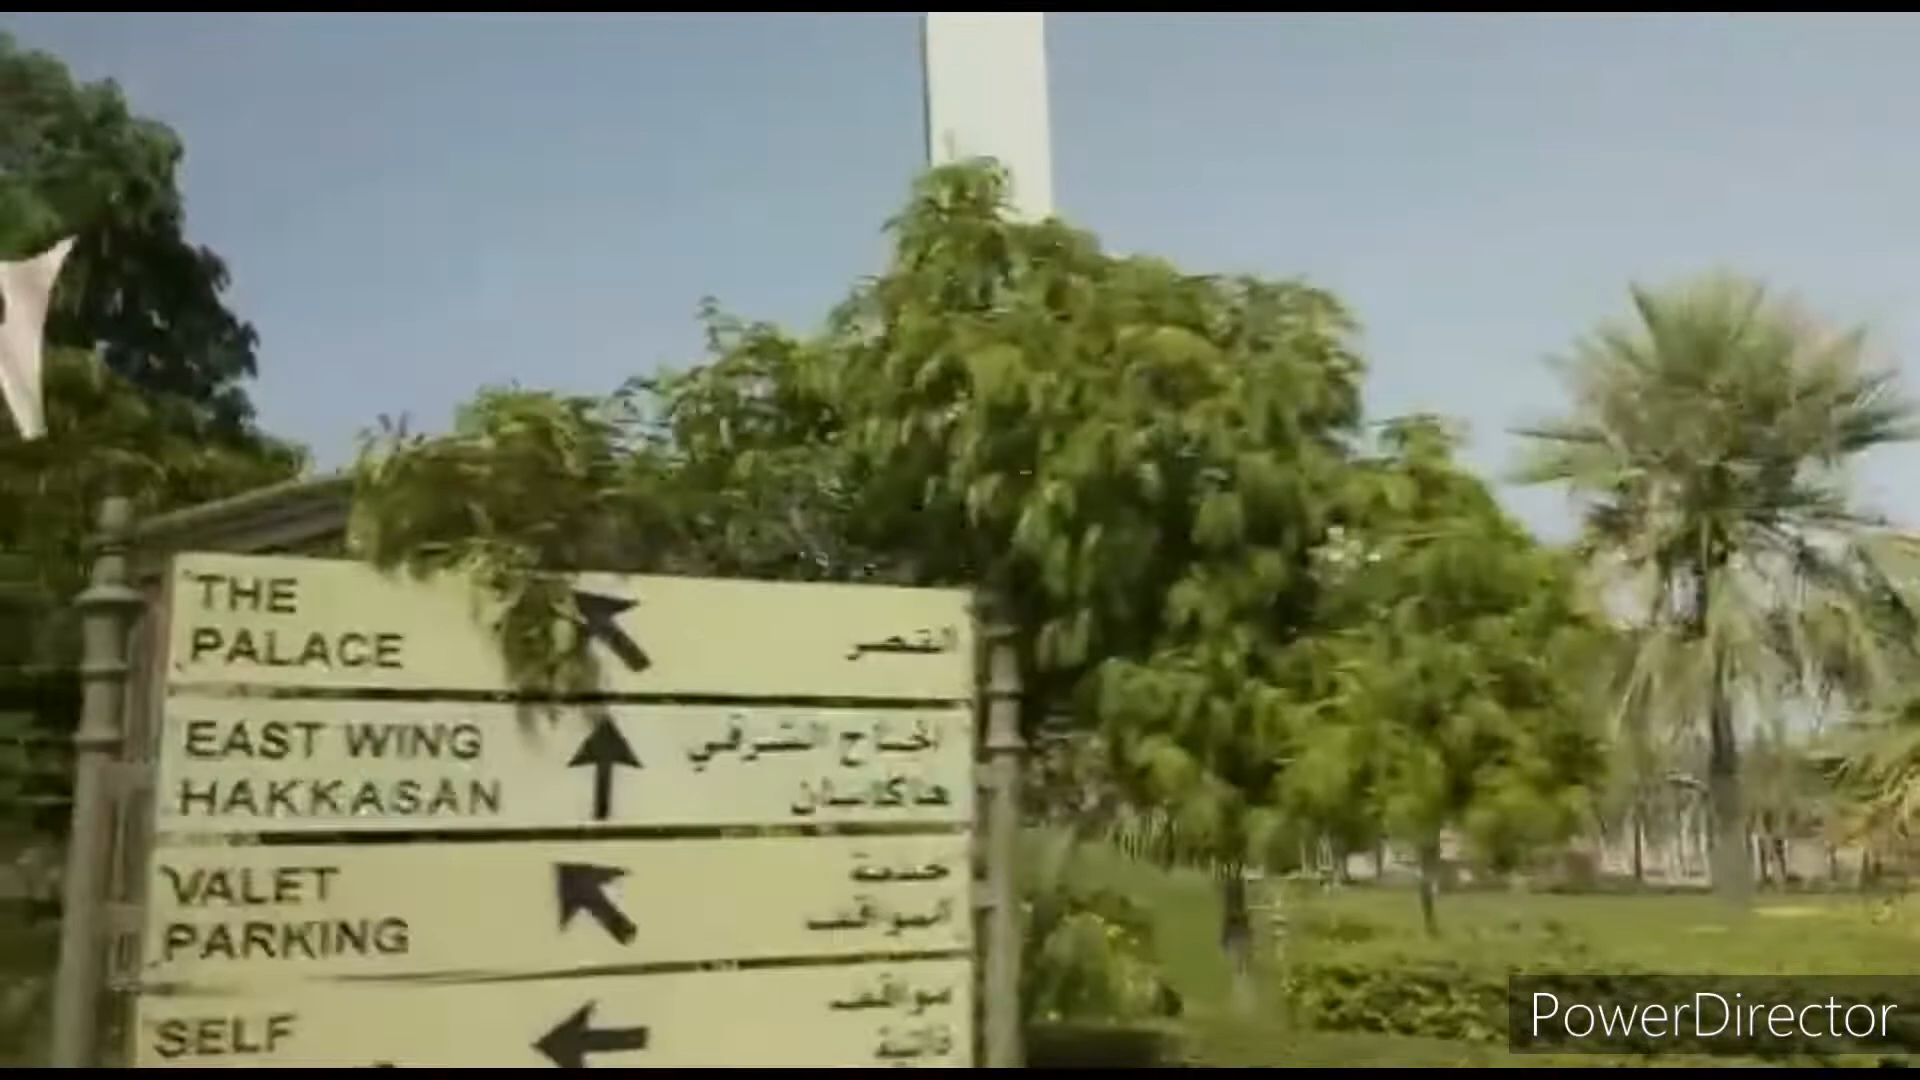 THE
PALACE
القصر
EAST WING
HAKKASAN
الجناح الشرقي
هاكاسان
VALET
PARKING
خدمة
المواقف
SELF
مواقف
ذاتية
PowerDirector